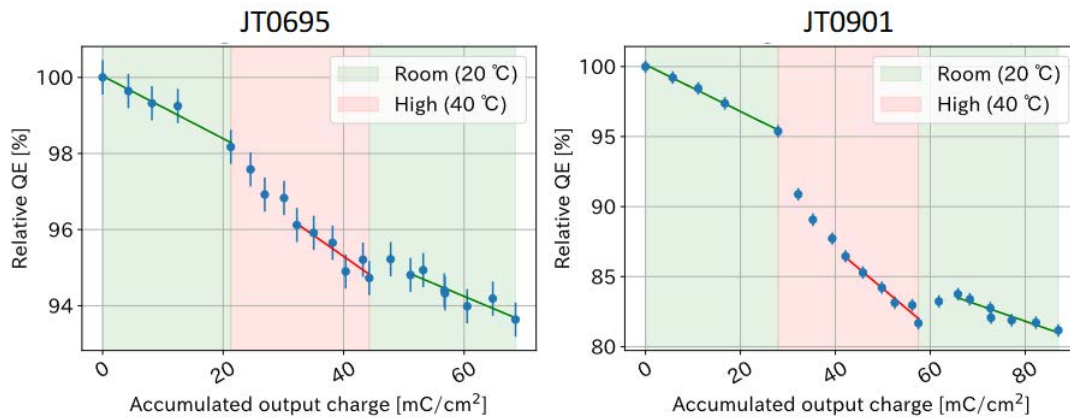 JT0695
JT0901
Room (20 ℃)
High (40 ℃)
Room (20 ℃)
High (40 ℃)
Relative QE [%]
100
98
96
94
0
20
40
60
Accumulated output charge [mC/cm²]
Relative QE [%]
100
95
90
85
80
0
20
40
60
80
Accumulated output charge [mC/cm²]